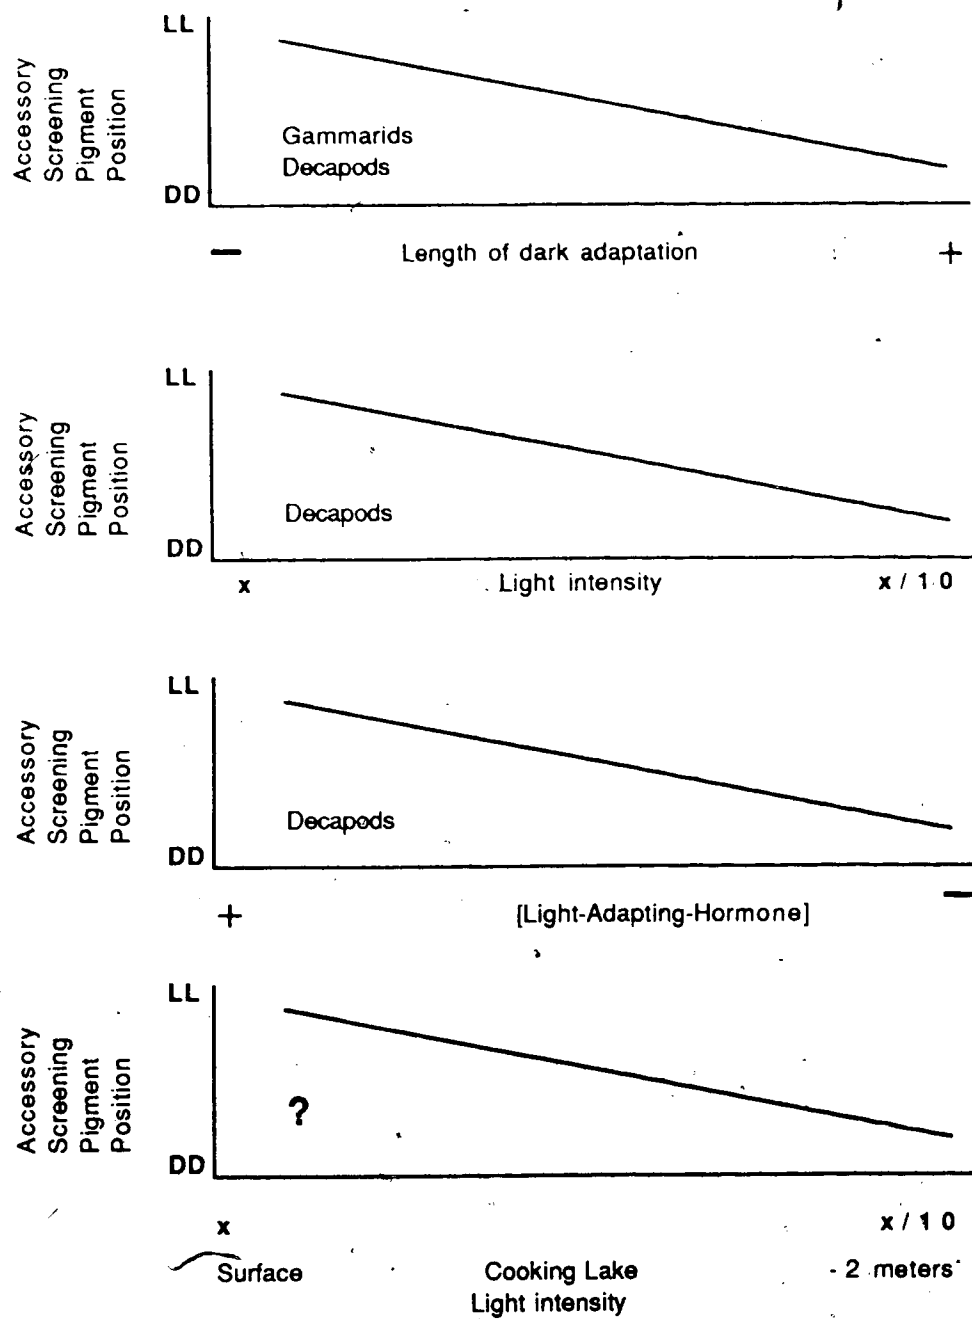 LL
Accessory
Screening
Pigment
Position
Gammarids
Decapods
DD
− Length of dark adaptation +
LL
Accessory
Screening
Pigment
Position
Decapods
DD
x Light intensity x / 10
LL
Accessory
Screening
Pigment
Position
Decapods
DD
+ [Light-Adapting-Hormone] −
LL
Accessory
Screening
Pigment
Position
?
DD
x x / 10
Surface Cooking Lake - 2 meters
Light intensity